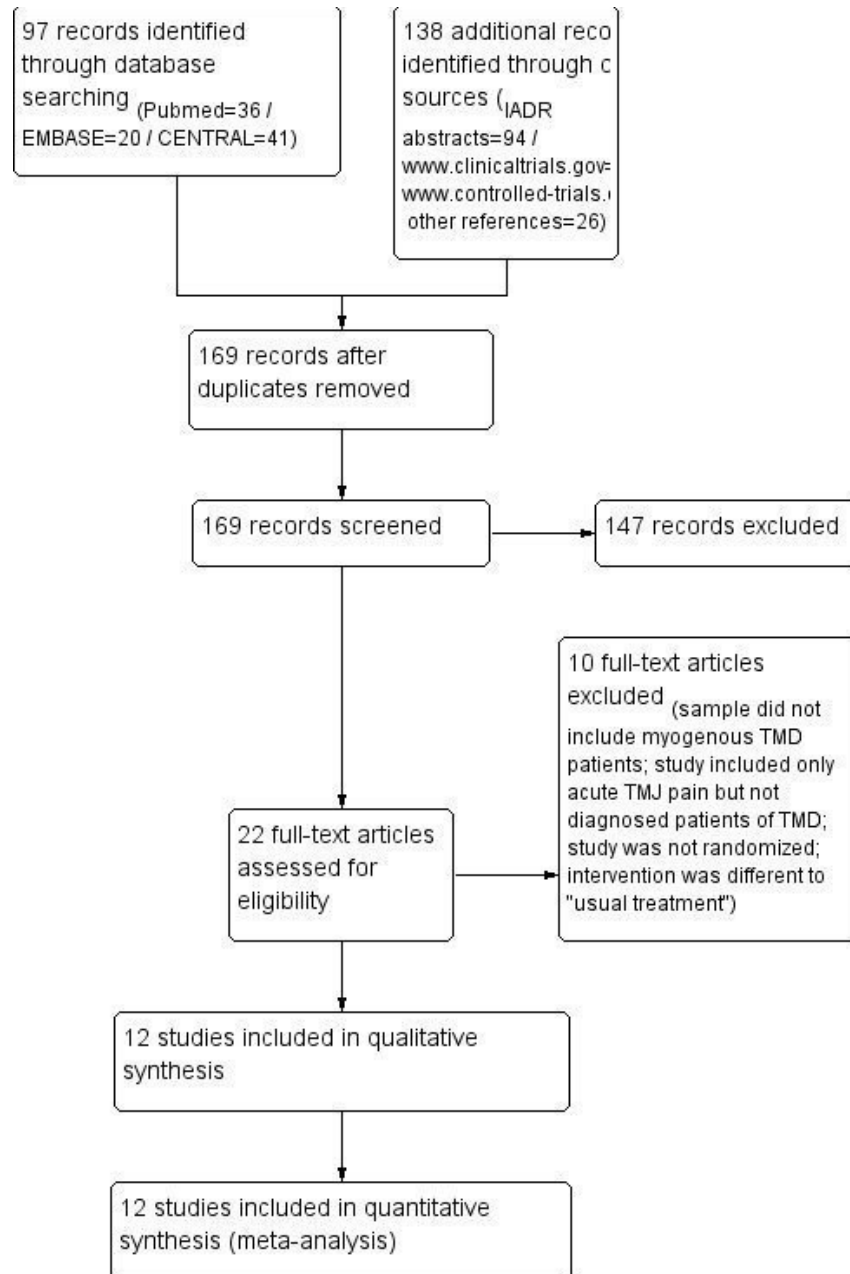 97 records identified
through database
searching (Pubmed=36 /
EMBASE=20 / CENTRAL=41)
138 additional
identified through
sources (IADR
abstracts=94 /
www.clinicaltrials.gov=
www.controlled-trials.
other references=26)
169 records after
duplicates removed
169 records screened
147 records excluded
10 full-text articles
excluded (sample did not
include myogenous TMD
patients; study included only
acute TMJ pain but not
diagnosed patients of TMD;
study was not randomized;
intervention was different to
"usual treatment")
22 full-text articles
assessed for
eligibility
12 studies included in qualitative
synthesis
12 studies included in quantitative
synthesis (meta-analysis)